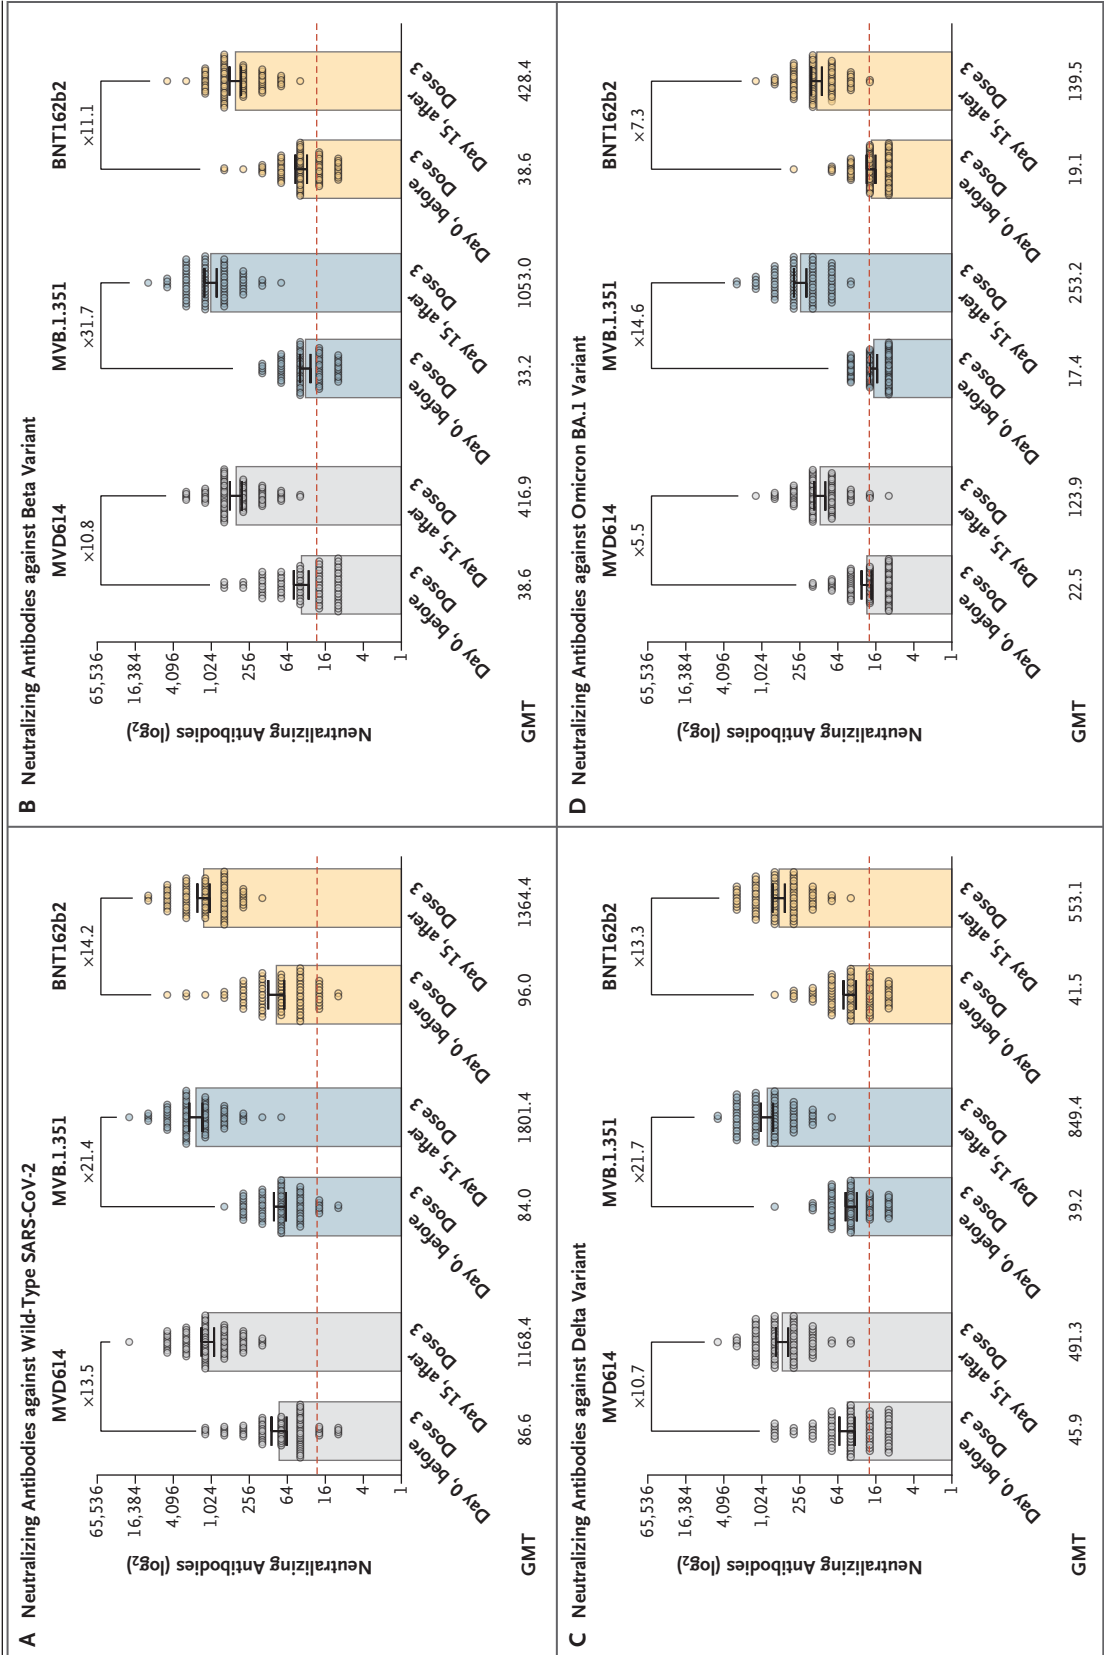 A Neutralizing Antibodies against Wild-Type SARS-CoV-2
MVD614 MVB.1.351 BNT162b2
×13.5 ×21.4 ×14.2
Neutralizing Antibodies (log2)
65,536
16,384
4,096
1,024
256
64
16
4
1
Day 0, before Dose 3
Day 15, after Dose 3
Day 0, before Dose 3
Day 15, after Dose 3
Day 0, before Dose 3
Day 15, after Dose 3
GMT 86.6 1168.4 84.0 1801.4 96.0 1364.4
B Neutralizing Antibodies against Beta Variant
MVD614 MVB.1.351 BNT162b2
×10.8 ×31.7 ×11.1
Neutralizing Antibodies (log2)
65,536
16,384
4,096
1,024
256
64
16
4
1
Day 0, before Dose 3
Day 15, after Dose 3
Day 0, before Dose 3
Day 15, after Dose 3
Day 0, before Dose 3
Day 15, after Dose 3
GMT 38.6 416.9 33.2 1053.0 38.6 428.4
C Neutralizing Antibodies against Delta Variant
MVD614 MVB.1.351 BNT162b2
×10.7 ×21.7 ×13.3
Neutralizing Antibodies (log2)
65,536
16,384
4,096
1,024
256
64
16
4
1
Day 0, before Dose 3
Day 15, after Dose 3
Day 0, before Dose 3
Day 15, after Dose 3
Day 0, before Dose 3
Day 15, after Dose 3
GMT 45.9 491.3 39.2 849.4 41.5 553.1
D Neutralizing Antibodies against Omicron BA.1 Variant
MVD614 MVB.1.351 BNT162b2
×5.5 ×14.6 ×7.3
Neutralizing Antibodies (log2)
65,536
16,384
4,096
1,024
256
64
16
4
1
Day 0, before Dose 3
Day 15, after Dose 3
Day 0, before Dose 3
Day 15, after Dose 3
Day 0, before Dose 3
Day 15, after Dose 3
GMT 22.5 123.9 17.4 253.2 19.1 139.5